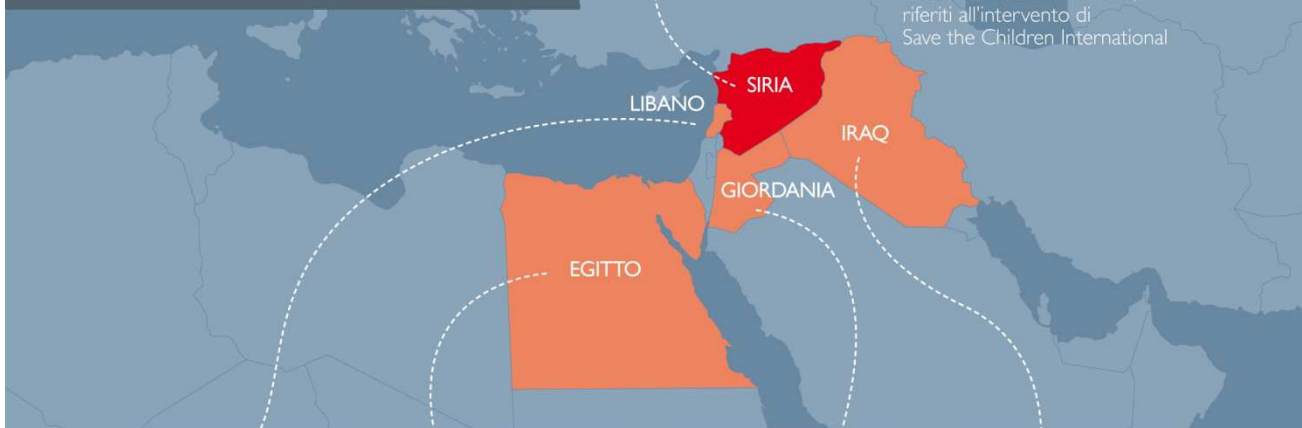 riferiti all'intervento di
Save the Children International
SIRIA
LIBANO
IRAQ
GIORDANIA
EGITTO